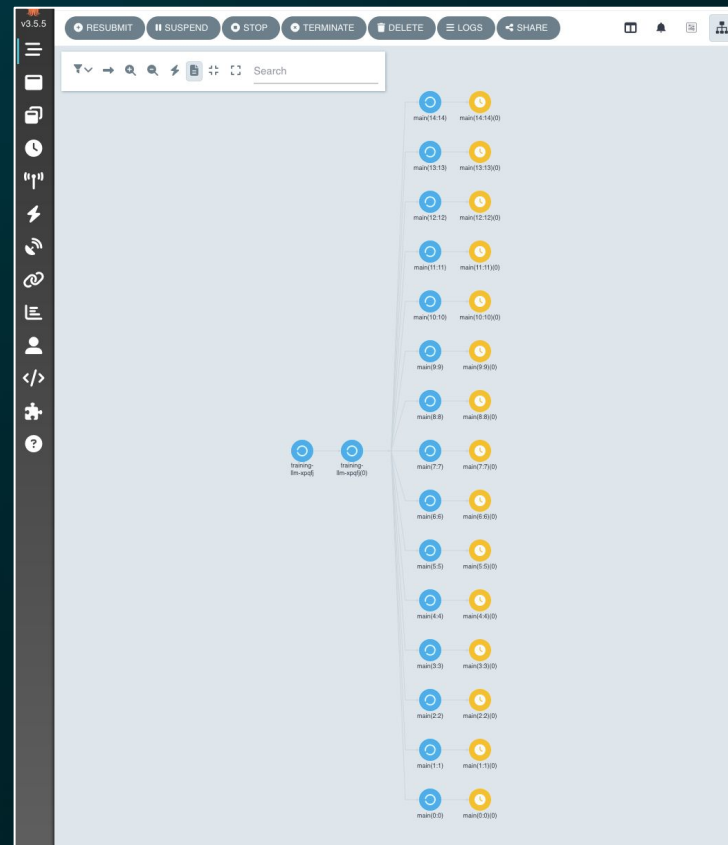 v3.5.5
RESUBMIT
SUSPEND
STOP
TERMINATE
DELETE
LOGS
SHARE
Search
main(14:14)
main(14:14)(0)
main(13:13)
main(13:13)(0)
main(12:12)
main(12:12)(0)
main(11:11)
main(11:11)(0)
main(10:10)
main(10:10)(0)
main(9:9)
main(9:9)(0)
main(8:8)
main(8:8)(0)
training-
llm-xpqfj
training-
llm-xpqfj(0)
main(7:7)
main(7:7)(0)
main(6:6)
main(6:6)(0)
main(5:5)
main(5:5)(0)
main(4:4)
main(4:4)(0)
main(3:3)
main(3:3)(0)
main(2:2)
main(2:2)(0)
main(1:1)
main(1:1)(0)
main(0:0)
main(0:0)(0)